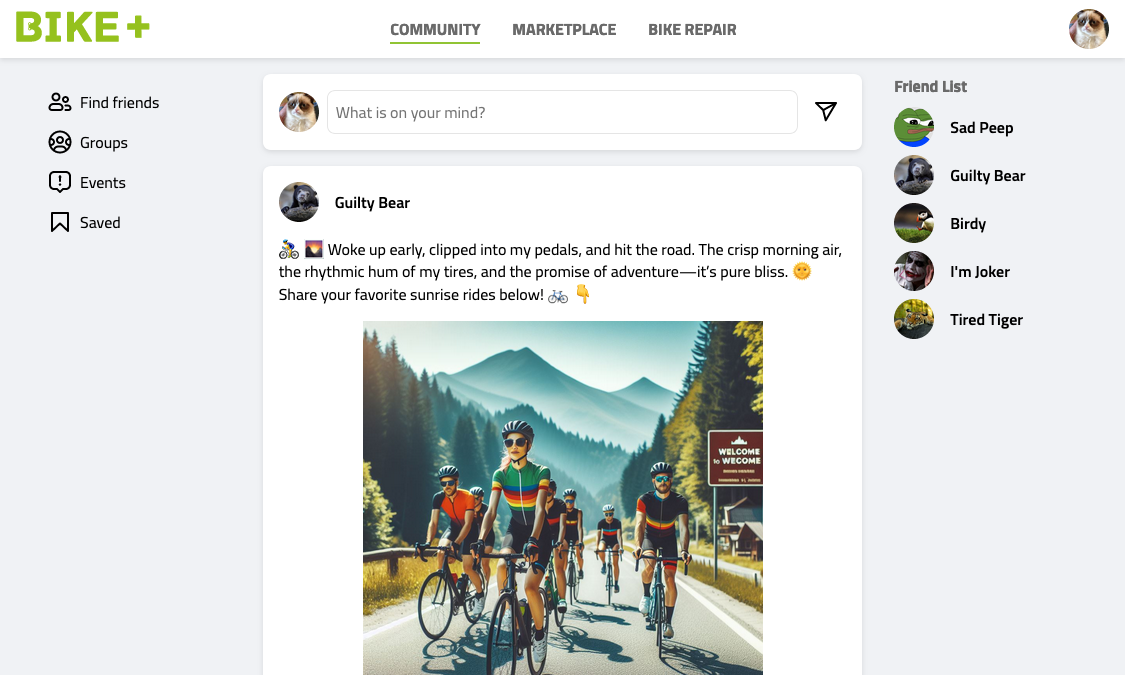 BIKE +
COMMUNITY
MARKETPLACE
BIKE REPAIR
Find friends
Groups
Events
Saved
What is on your mind?
Guilty Bear
🚴 🌄 Woke up early, clipped into my pedals, and hit the road. The crisp morning air,
the rhythmic hum of my tires, and the promise of adventure—it’s pure bliss. 🌞
Share your favorite sunrise rides below! 🚲 👇
WELCOME
to WECOME
Friend List
Sad Peep
Guilty Bear
Birdy
I'm Joker
Tired Tiger